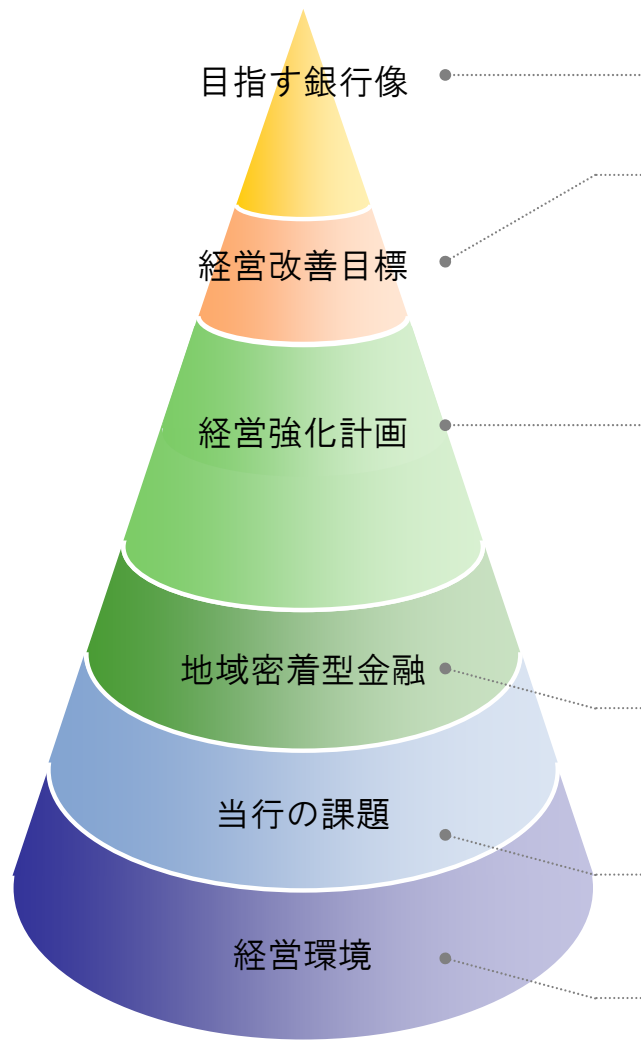 目指す銀行像
経営改善目標
経営強化計画
地域密着型金融
当行の課題
経営環境